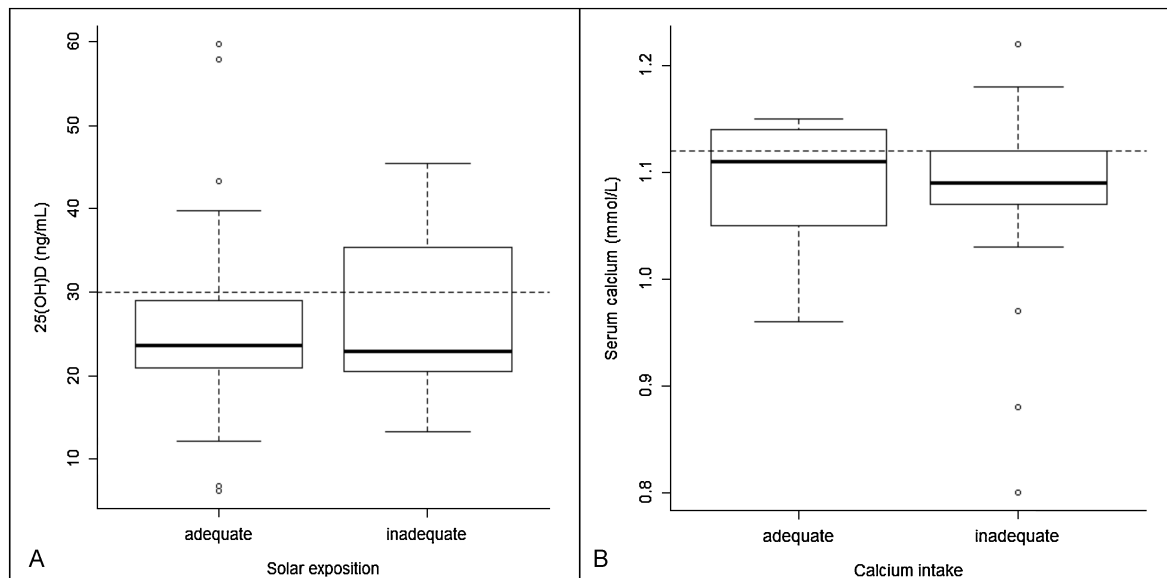 60
50
40
30
20
10
25(OH)D (ng/mL)
adequate
inadequate
Solar exposition
A
1.2
1.1
1.0
0.9
0.8
Serum calcium (mmol/L)
adequate
inadequate
Calcium intake
B